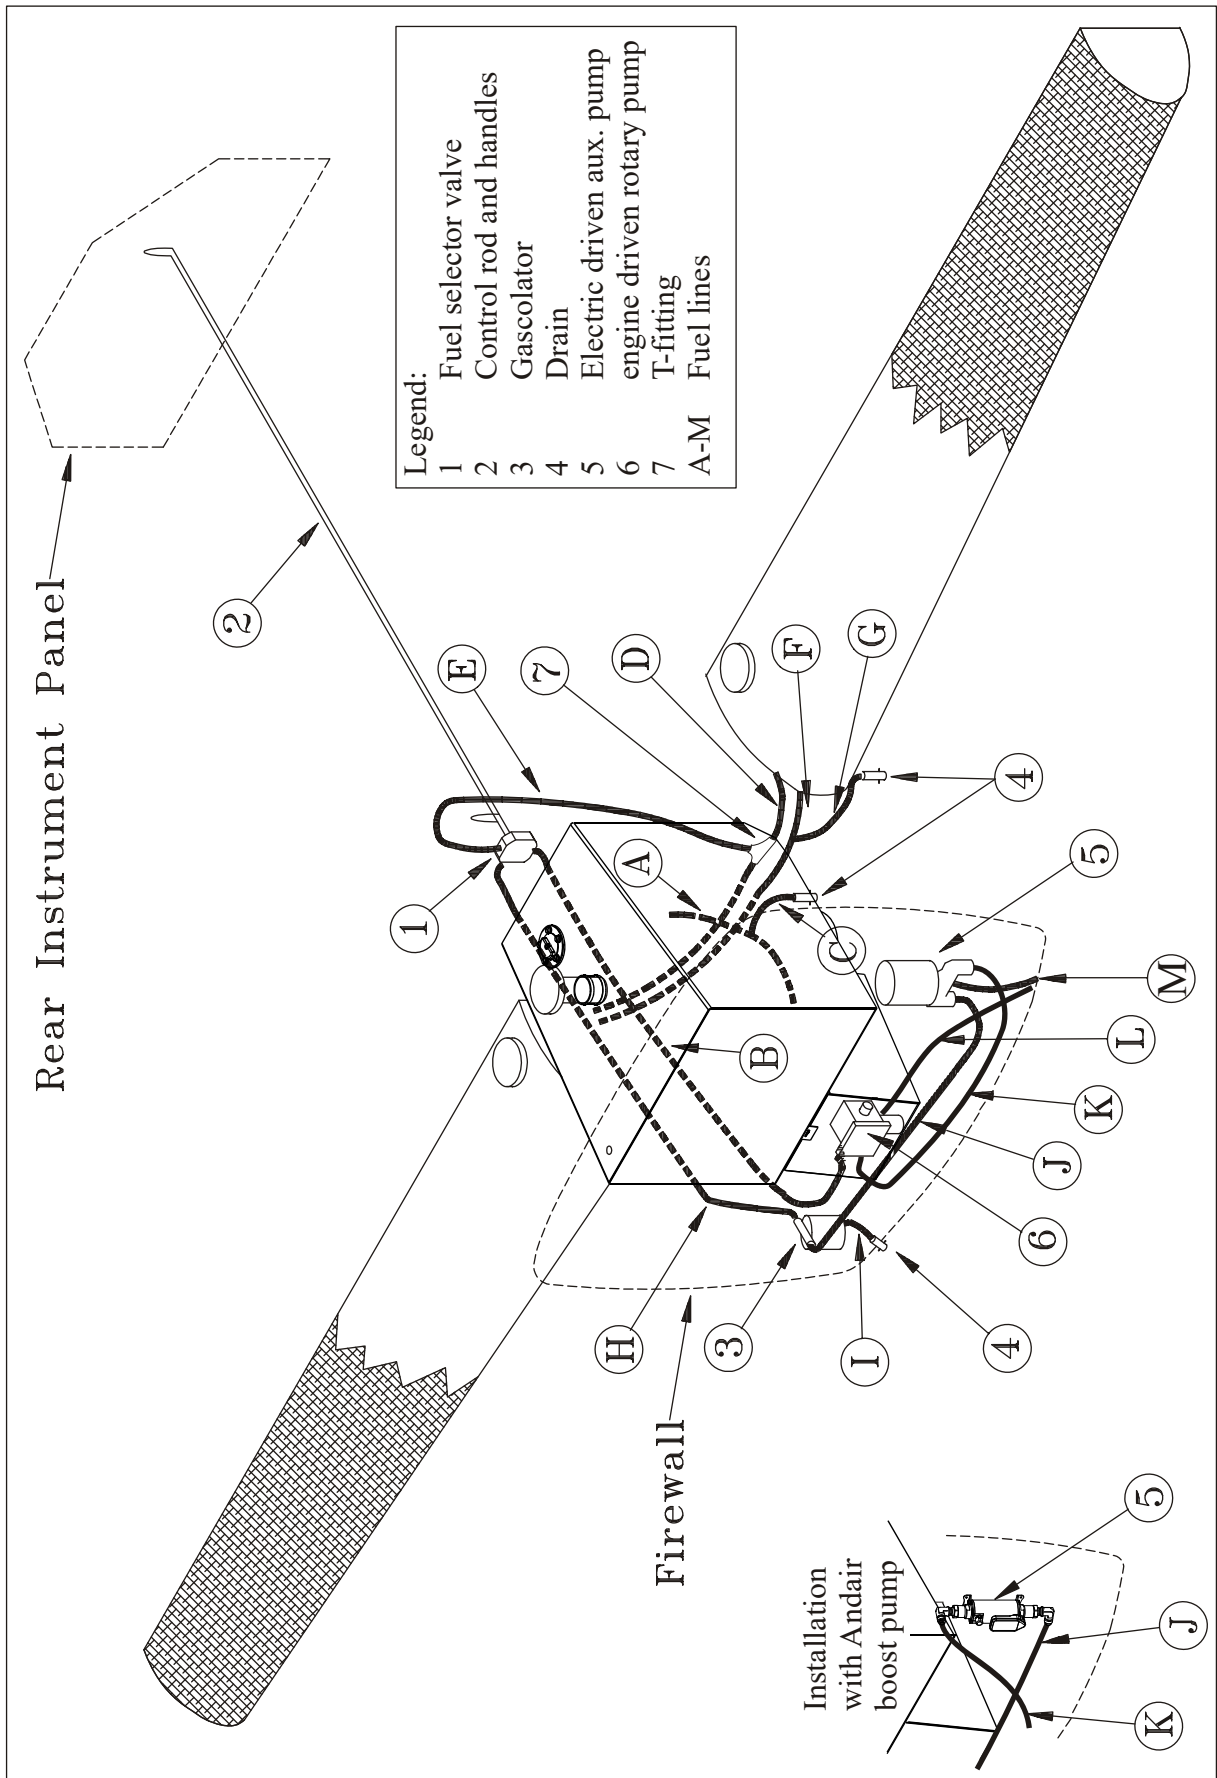 Rear Instrument Panel
Legend:
1 Fuel selector valve
2 Control rod and handles
3 Gascolator
4 Drain
5 Electric driven aux. pump
6 engine driven rotary pump
7 T-fitting
A-M Fuel lines
2
E
7
D
F
G
1
A
4
C
5
B
M
L
K
J
6
H
3
I
4
Firewall
Installation
with Andair
boost pump
5
J
K